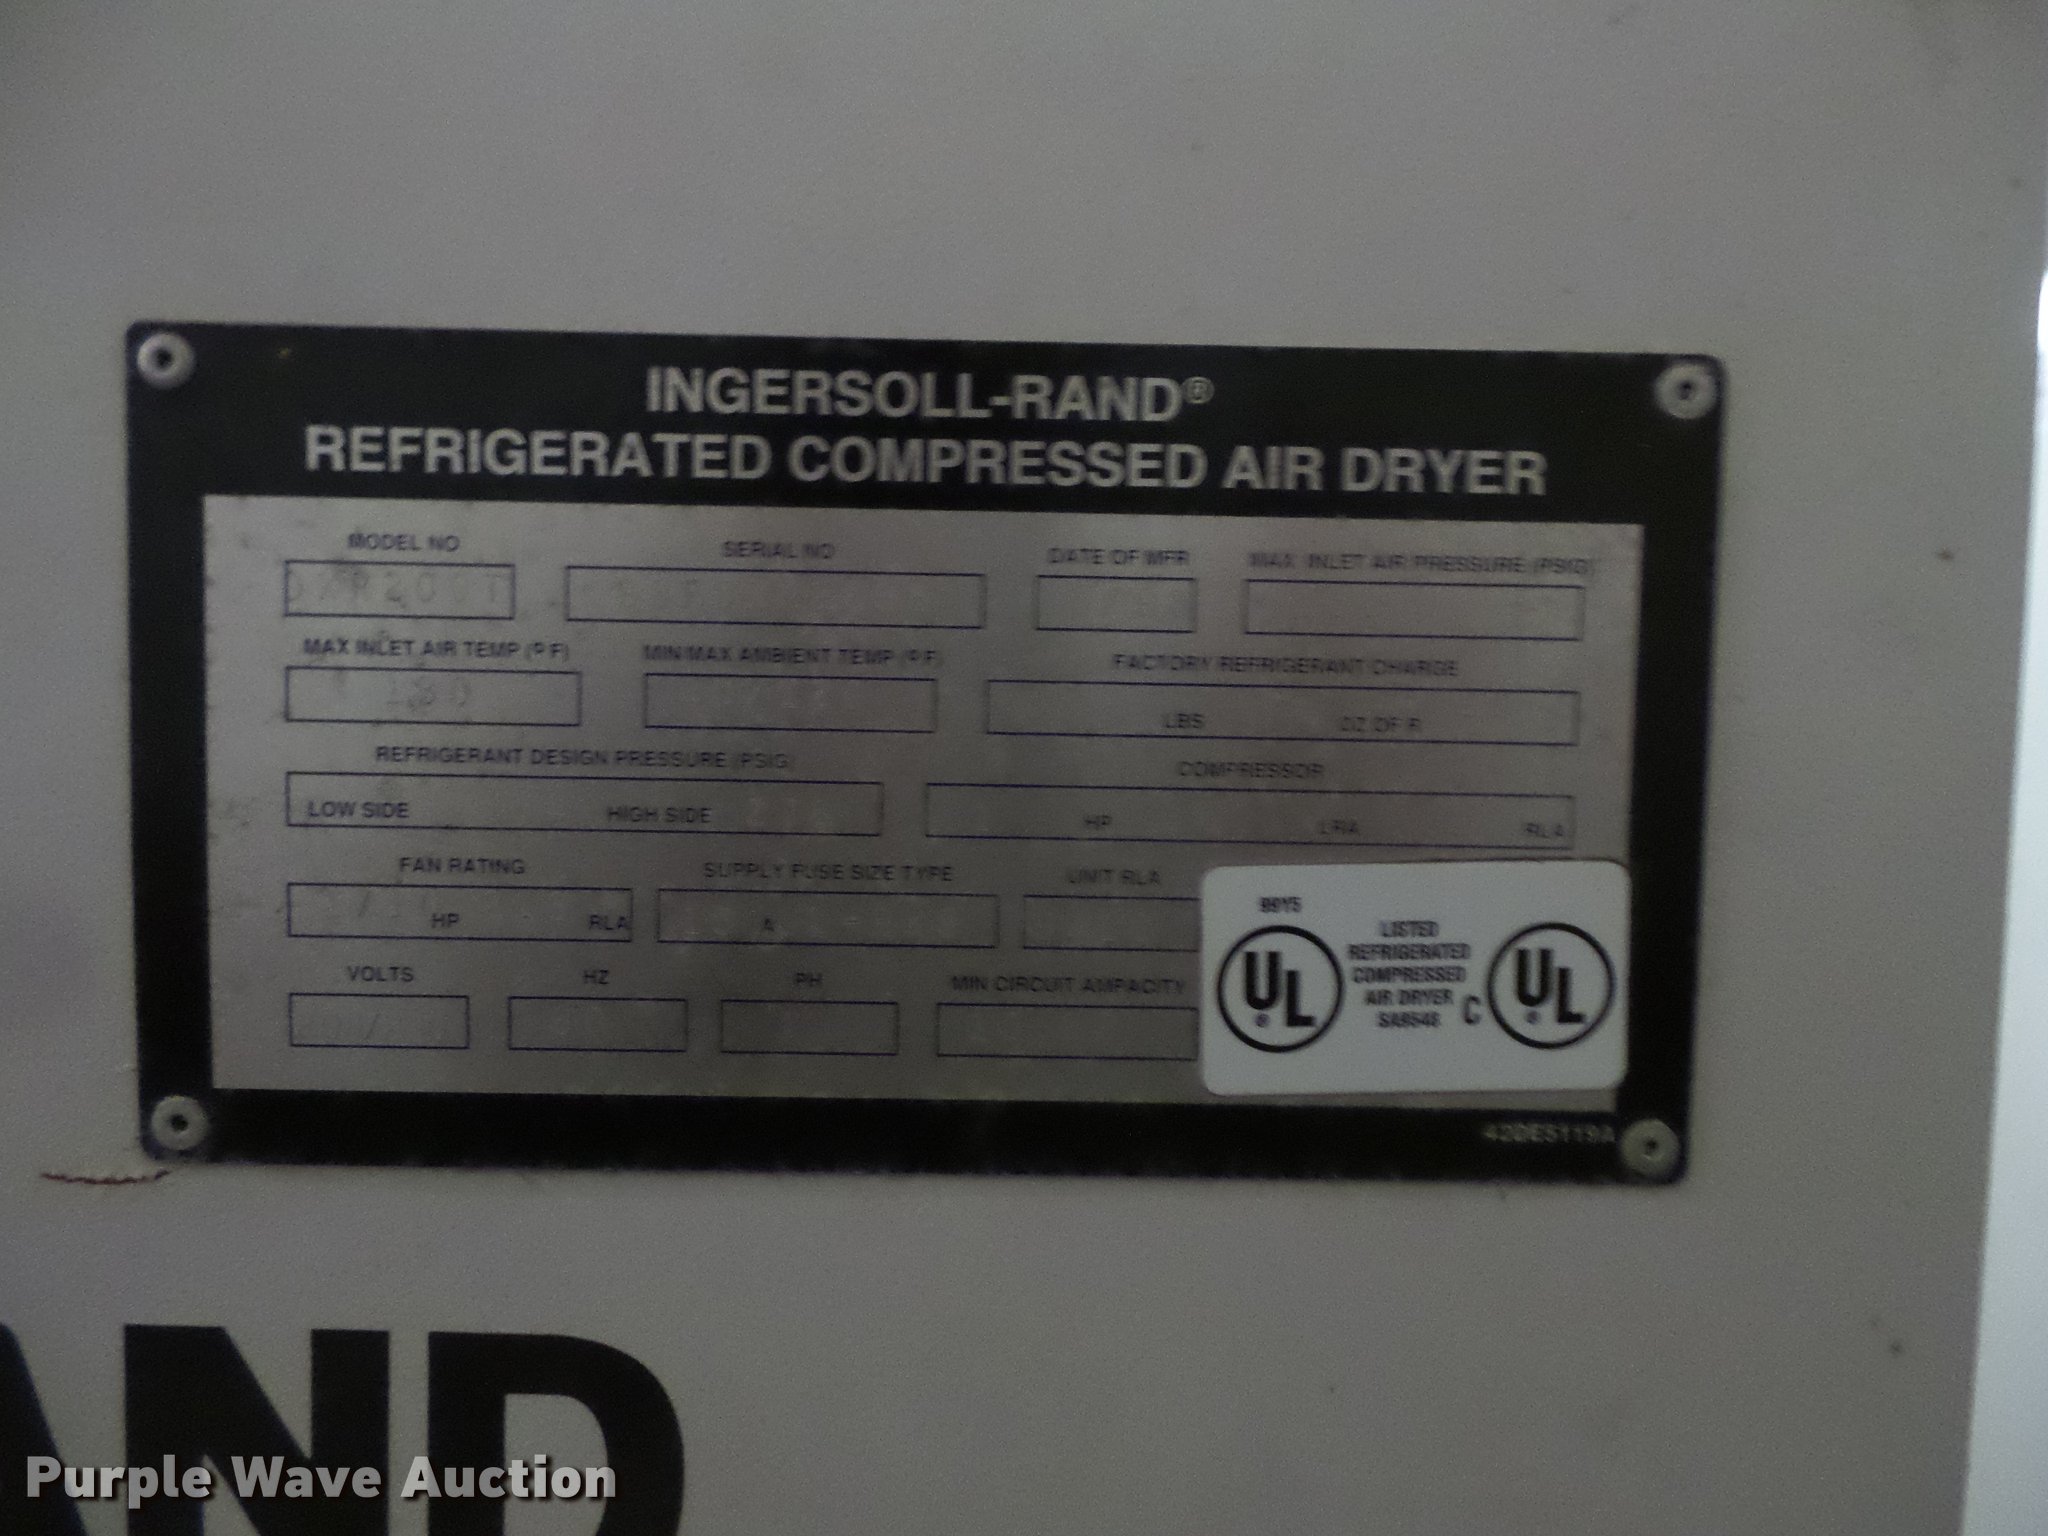 INGERSOLL-RAND®
REFRIGERATED COMPRESSED AIR DRYER
MODEL NO SERIAL NO DATE OF MFR MAX. INLET AIR PRESSURE (PSIG)
MAX INLET AIR TEMP (º F) MIN/MAX AMBIENT TEMP (º F) FACTORY REFRIGERANT CHARGE
LBS OZ OF R
REFRIGERANT DESIGN PRESSURE (PSIG) COMPRESSOR
LOW SIDE HIGH SIDE HP LRA RLA
FAN RATING SUPPLY FUSE SIZE TYPE UNIT RLA
HP RLA A
VOLTS HZ PH MIN CIRCUIT AMPACITY
99Y5
UL®
LISTED
REFRIGERATED
COMPRESSED
AIR DRYER
SA9648
C UL®
42DE5119A
AND
Purple Wave Auction